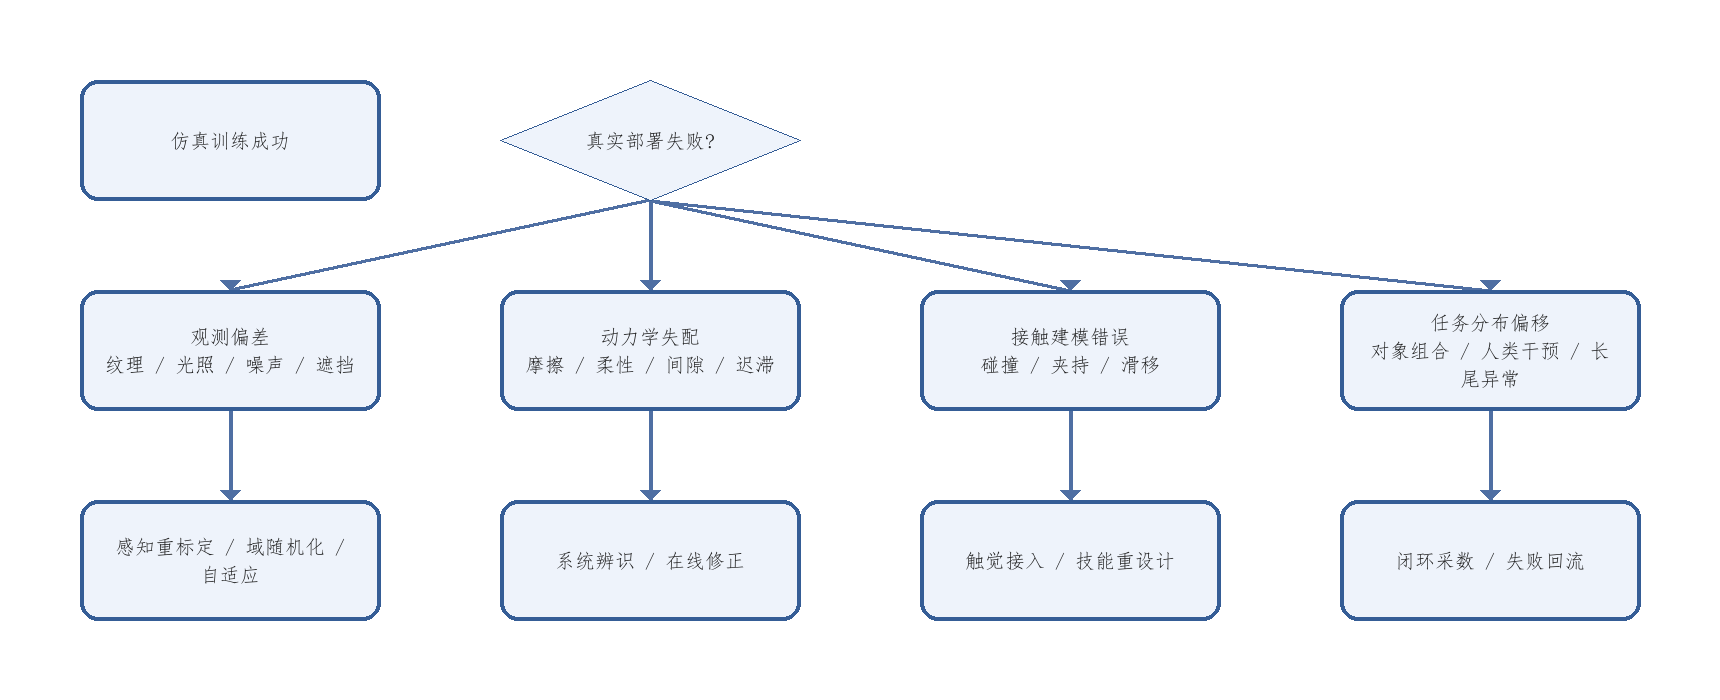 仿真训练成功
真实部署失败?
观测偏差
纹理 / 光照 / 噪声 / 遮挡
动力学失配
摩擦 / 柔性 / 间隙 / 迟滞
接触建模错误
碰撞 / 夹持 / 滑移
任务分布偏移
对象组合 / 人类干预 / 长
尾异常
感知重标定 / 域随机化 /
自适应
系统辨识 / 在线修正
触觉接入 / 技能重设计
闭环采数 / 失败回流